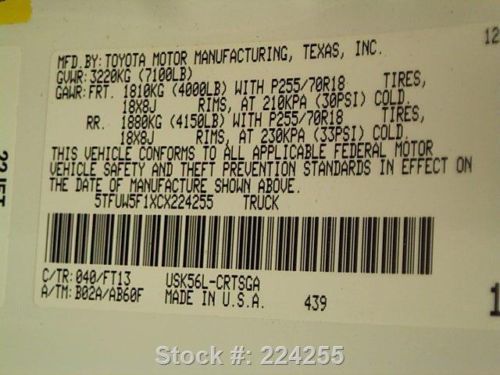 12
MFD.BY: TOYOTA MOTOR MANUFACTURING, TEXAS, INC.
GVWR: 3220KG (7100LB)
GAWR: FRT. 1810KG (4000LB) WITH P255/70R18 TIRES,
18X8J RIMS, AT 210KPA (30PSI) COLD.
RR. 1880KG (4150LB) WITH P255/70R18 TIRES,
18X8J RIMS, AT 230KPA (33PSI) COLD.
THIS VEHICLE CONFORMS TO ALL APPLICABLE FEDERAL MOTOR
VEHICLE SAFETY AND THEFT PREVENTION STANDARDS IN EFFECT ON
THE DATE OF MANUFACTURE SHOWN ABOVE.
5TFUW5F1XCX224255 TRUCK
C/TR: 040/FT13 USK56L-CRTSGA
A/TM: B02A/AB60F MADE IN U.S.A. 439
1
Stock #: 224255